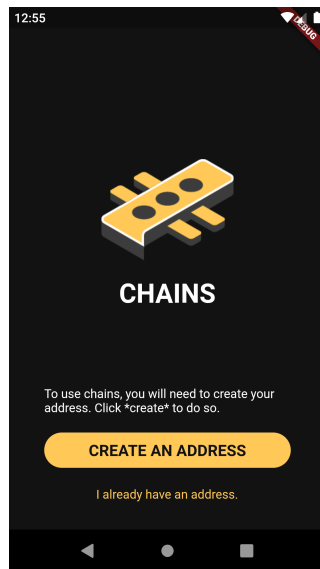 12:55
DEBUG
CHAINS
To use chains, you will need to create your
address. Click *create* to do so.
CREATE AN ADDRESS
I already have an address.